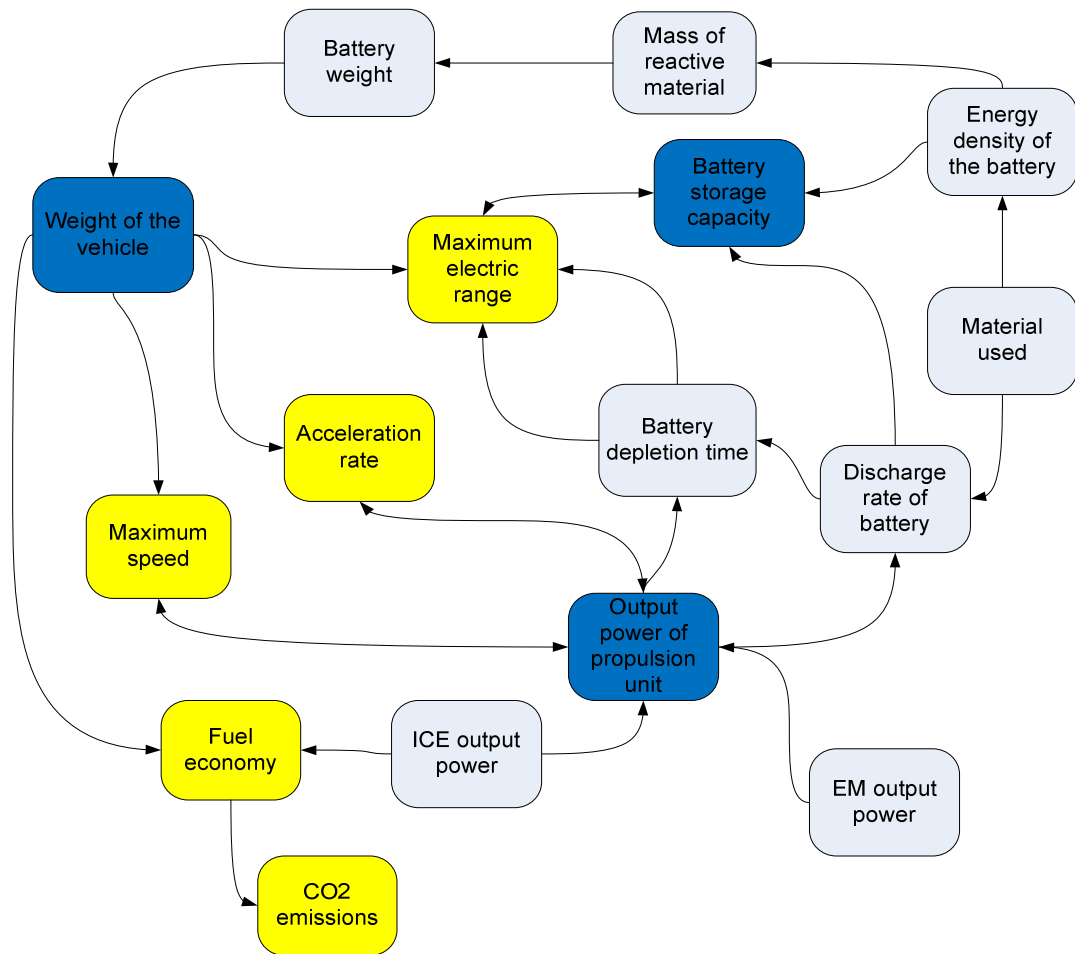 Battery
weight
Mass of
reactive
material
Energy
density of
the battery
Battery
storage
capacity
Weight of the
vehicle
Maximum
electric
range
Material
used
Acceleration
rate
Battery
depletion time
Discharge
rate of
battery
Maximum
speed
Output
power of
propulsion
unit
Fuel
economy
ICE output
power
EM output
power
CO2
emissions